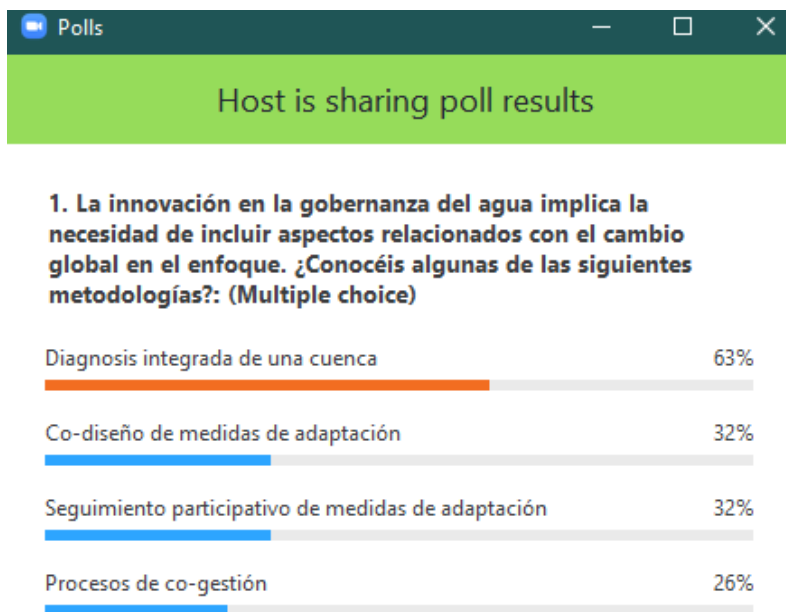 Polls
Host is sharing poll results
1. La innovación en la gobernanza del agua implica la
necesidad de incluir aspectos relacionados con el cambio
global en el enfoque. ¿Conocéis algunas de las siguientes
metodologías?: (Multiple choice)
Diagnosis integrada de una cuenca 63%
Co-diseño de medidas de adaptación 32%
Seguimiento participativo de medidas de adaptación 32%
Procesos de co-gestión 26%